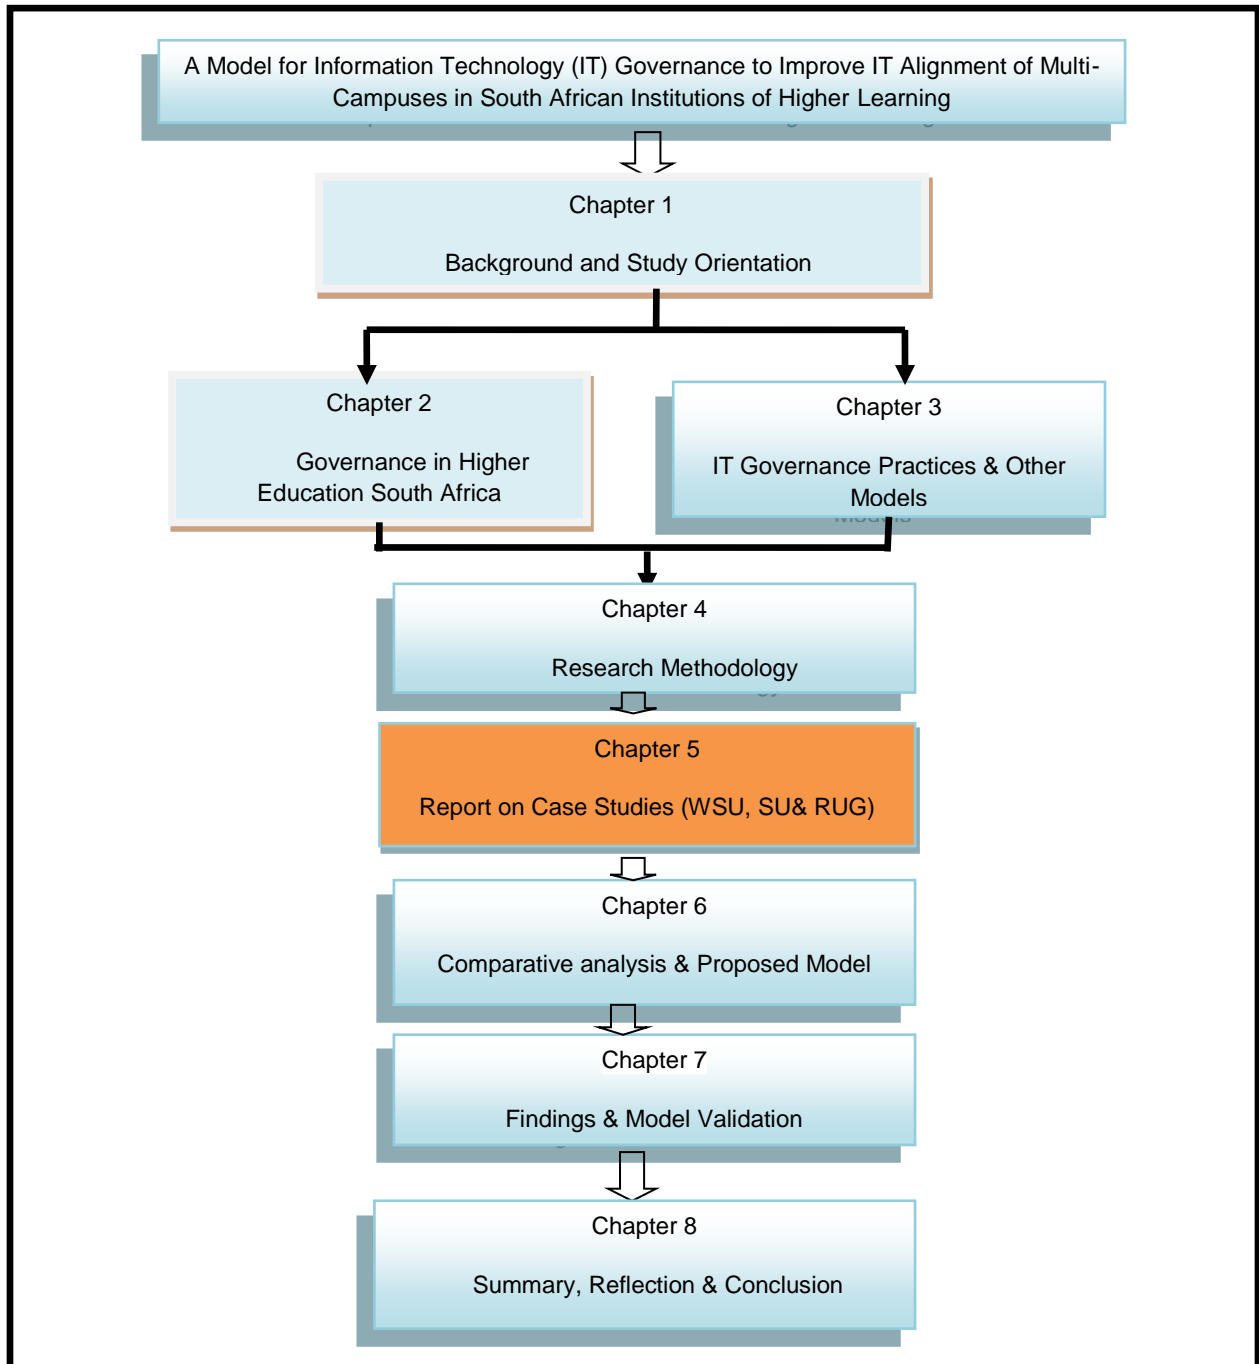 A Model for Information Technology (IT) Governance to Improve IT Alignment of Multi-
Campuses in South African Institutions of Higher Learning
Chapter 1
Background and Study Orientation
Chapter 2
Governance in Higher
Education South Africa
Chapter 3
IT Governance Practices & Other
Models
Chapter 4
Research Methodology
Chapter 5
Report on Case Studies (WSU, SU& RUG)
Chapter 6
Comparative analysis & Proposed Model
Chapter 7
Findings & Model Validation
Chapter 8
Summary, Reflection & Conclusion